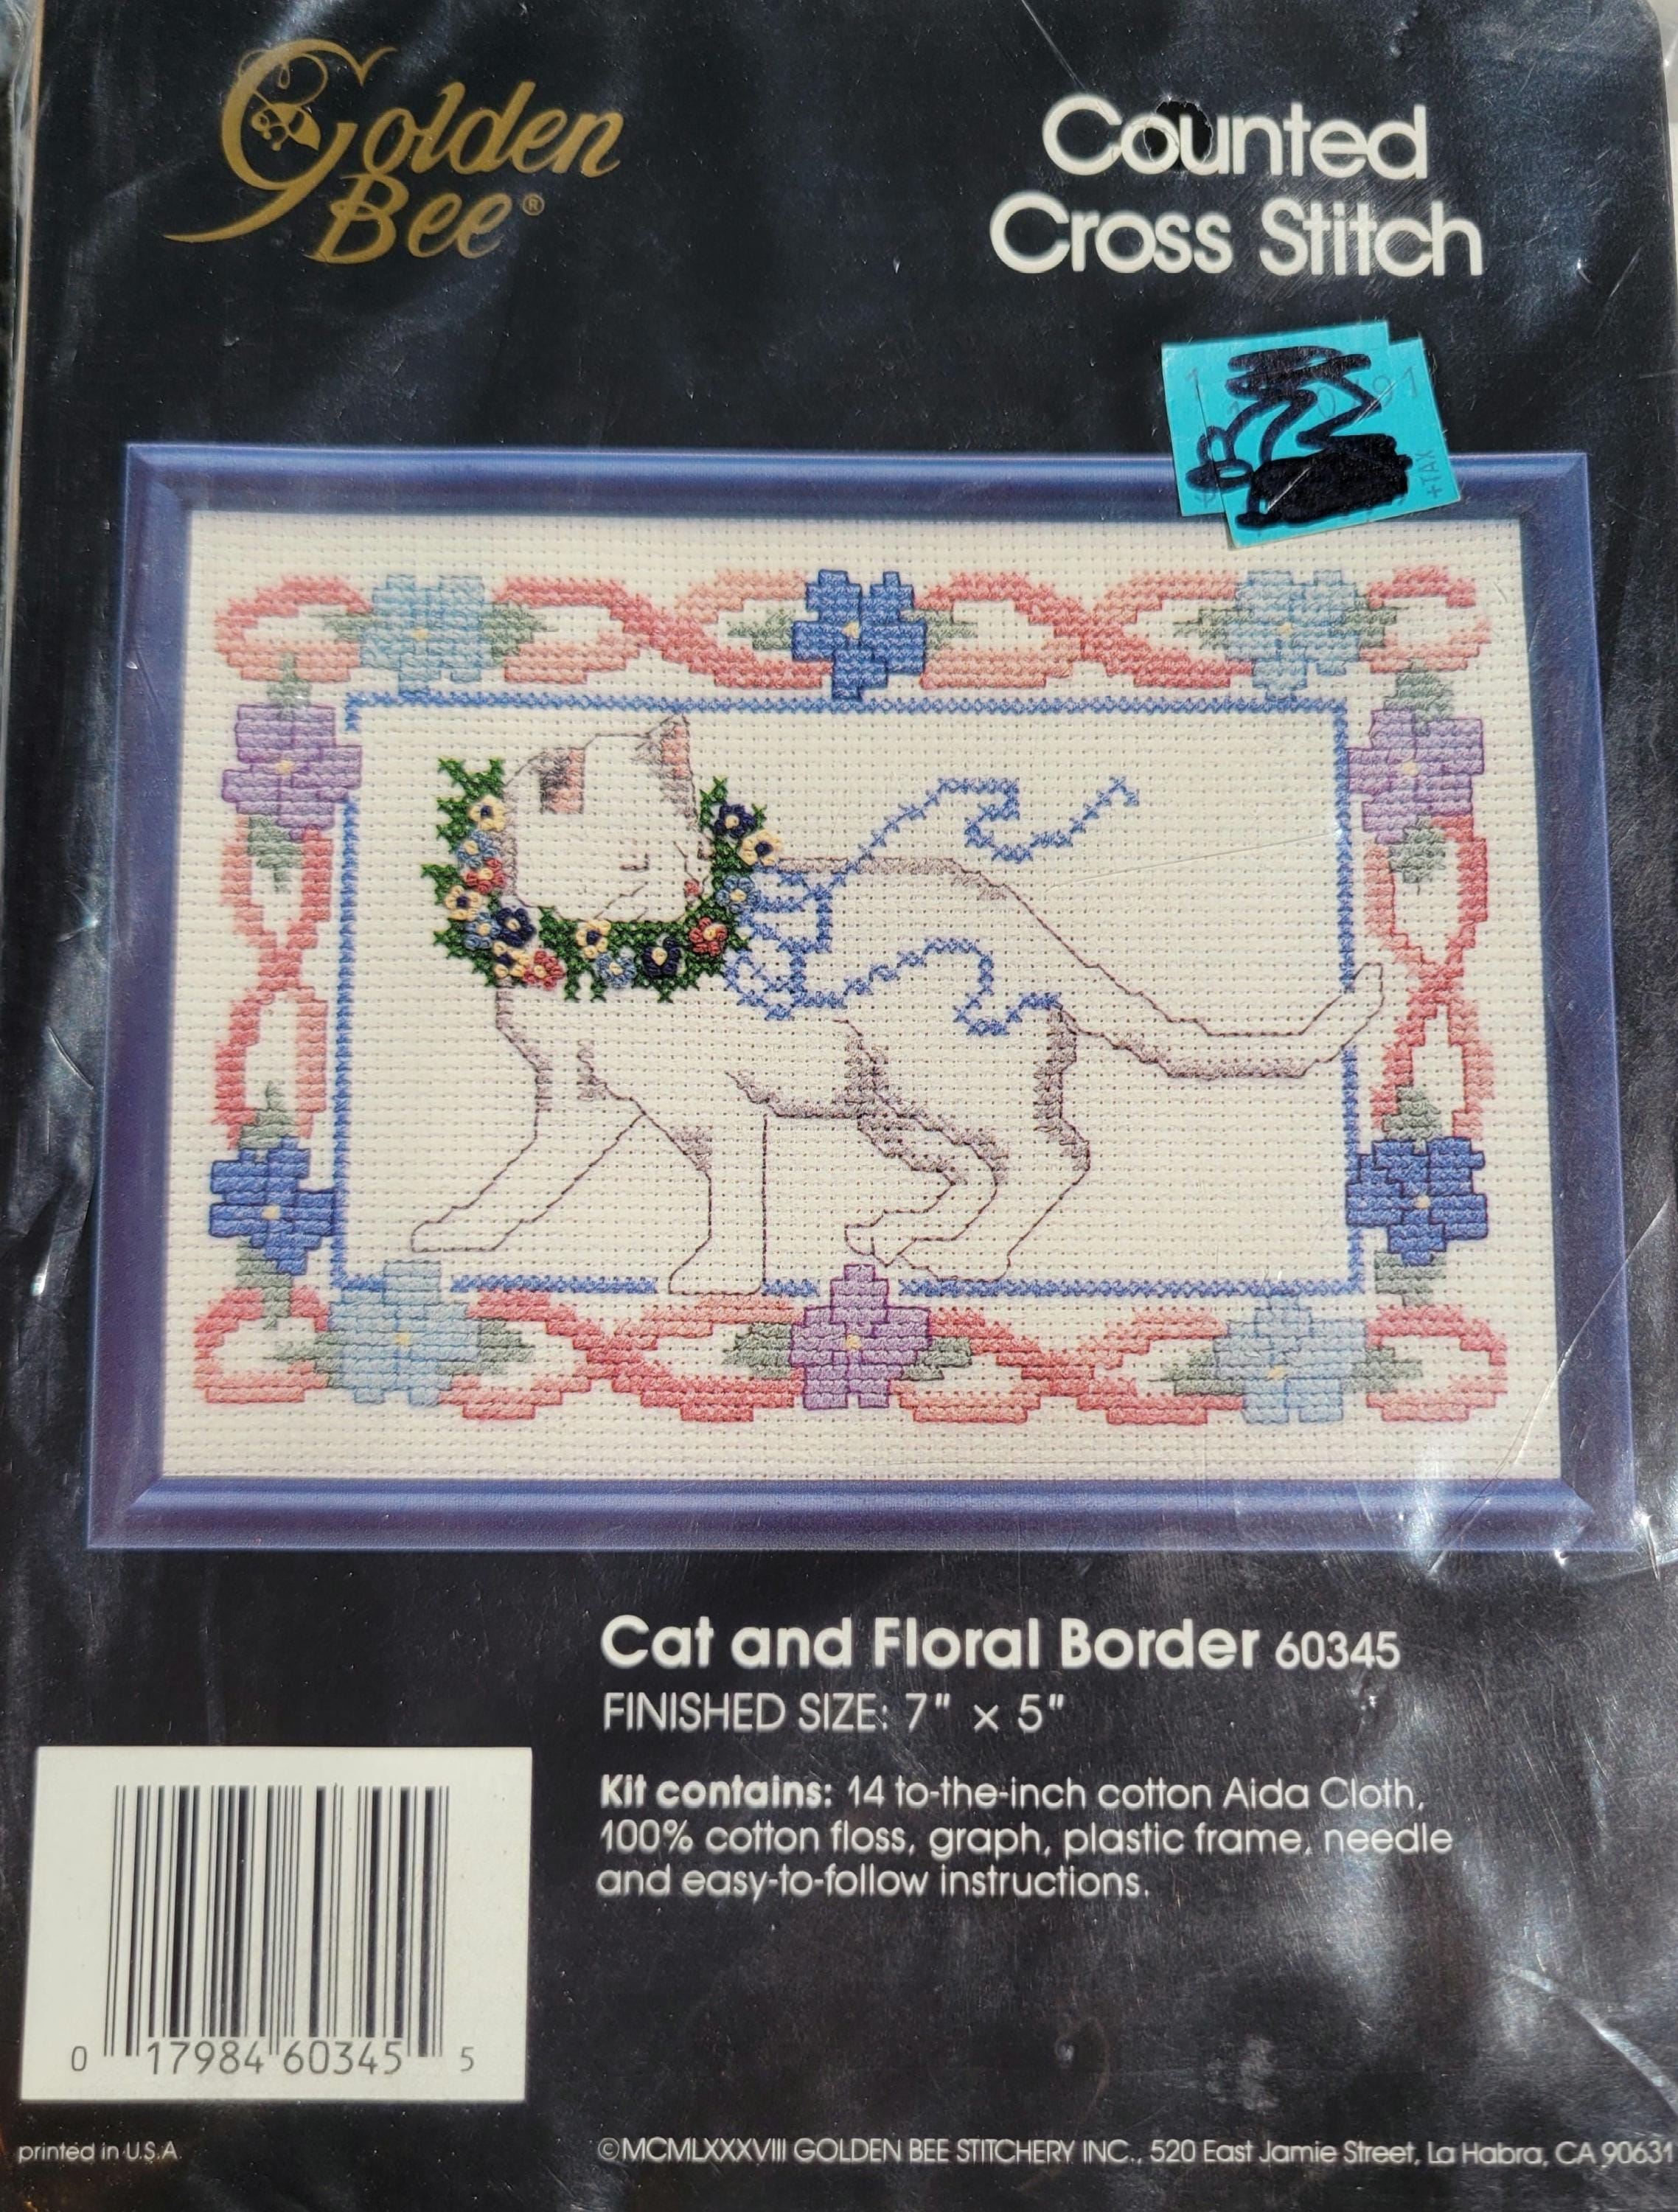 Golden
Bee®
Counted
Cross Stitch
+TAX
Cat and Floral Border 60345
FINISHED SIZE: 7" × 5"
Kit contains: 14 to-the-inch cotton Aida Cloth,
100% cotton floss, graph, plastic frame, needle
and easy-to-follow instructions.
0 17984 60345 5
printed in U.S.A.
©MCMLXXXVIII GOLDEN BEE STITCHERY INC., 520 East Jamie Street, La Habra, CA 90631